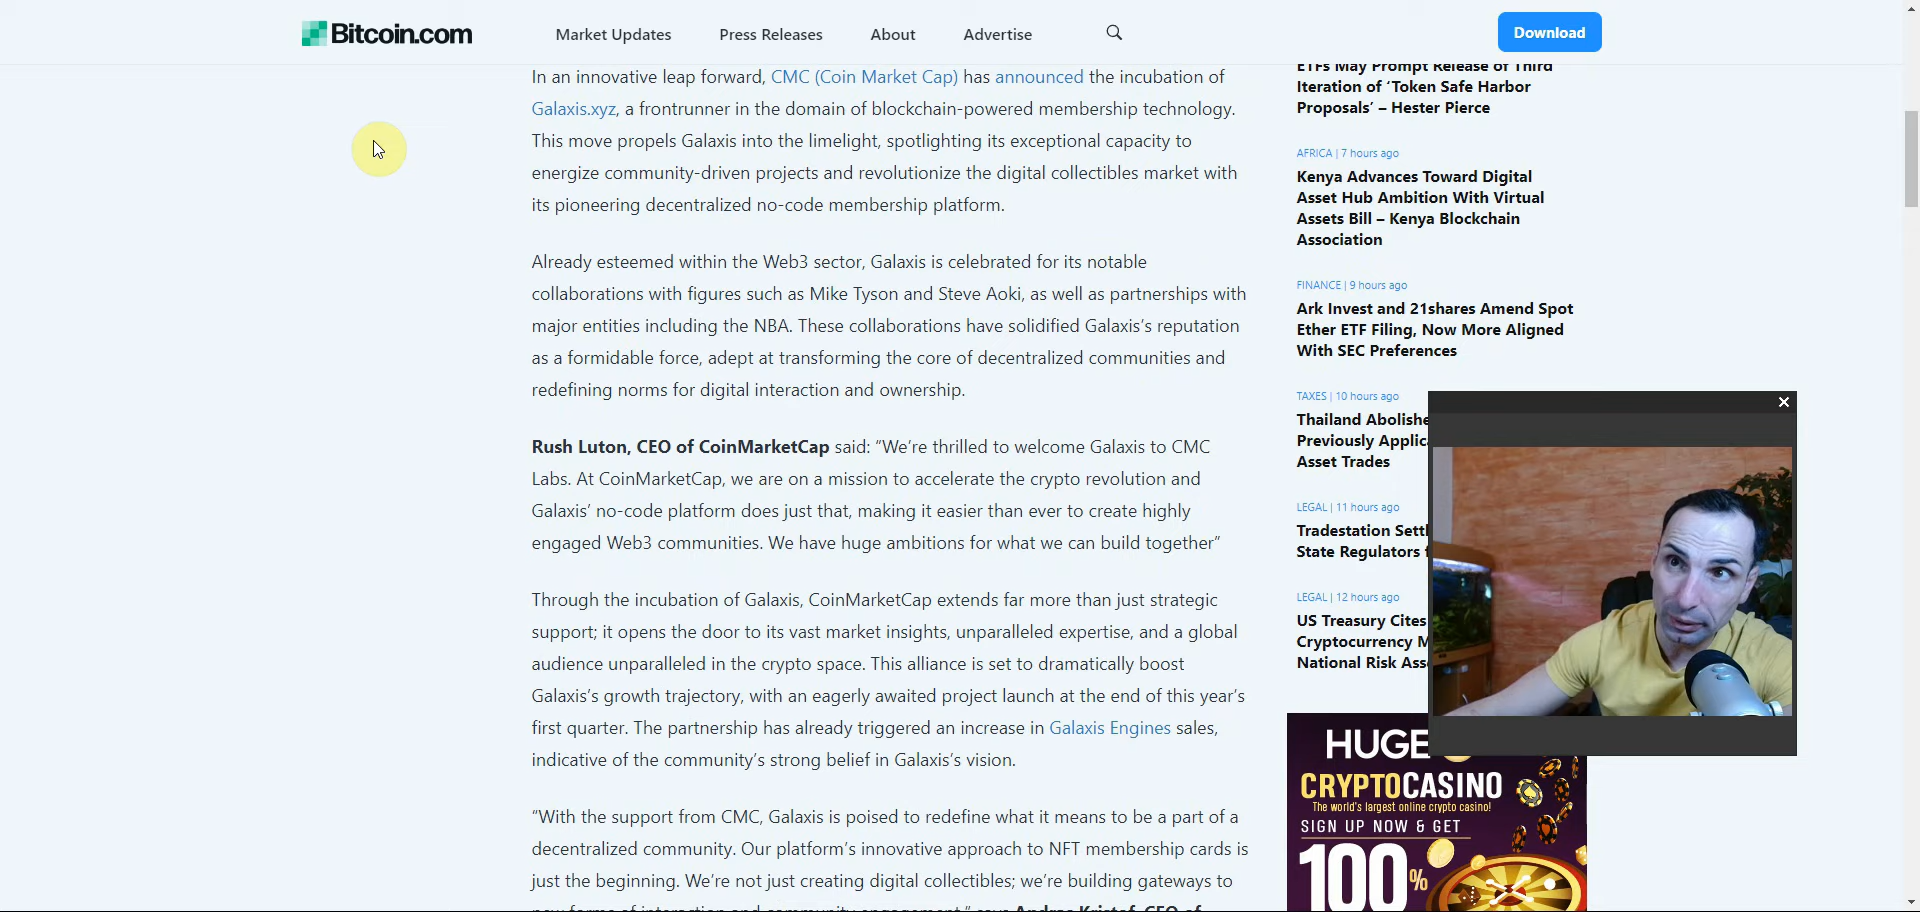 Bitcoin.com
Market Updates
Press Releases
About
Advertise
Download
In an innovative leap forward, CMC (Coin Market Cap) has announced the incubation of
Galaxis.xyz, a frontrunner in the domain of blockchain-powered membership technology.
This move propels Galaxis into the limelight, spotlighting its exceptional capacity to
energize community-driven projects and revolutionize the digital collectibles market with
its pioneering decentralized no-code membership platform.
Already esteemed within the Web3 sector, Galaxis is celebrated for its notable
collaborations with figures such as Mike Tyson and Steve Aoki, as well as partnerships with
major entities including the NBA. These collaborations have solidified Galaxis's reputation
as a formidable force, adept at transforming the core of decentralized communities and
redefining norms for digital interaction and ownership.
Rush Luton, CEO of CoinMarketCap said: “We're thrilled to welcome Galaxis to CMC
Labs. At CoinMarketCap, we are on a mission to accelerate the crypto revolution and
Galaxis' no-code platform does just that, making it easier than ever to create highly
engaged Web3 communities. We have huge ambitions for what we can build together”
Through the incubation of Galaxis, CoinMarketCap extends far more than just strategic
support; it opens the door to its vast market insights, unparalleled expertise, and a global
audience unparalleled in the crypto space. This alliance is set to dramatically boost
Galaxis's growth trajectory, with an eagerly awaited project launch at the end of this year's
first quarter. The partnership has already triggered an increase in Galaxis Engines sales,
indicative of the community's strong belief in Galaxis's vision.
“With the support from CMC, Galaxis is poised to redefine what it means to be a part of a
decentralized community. Our platform's innovative approach to NFT membership cards is
just the beginning. We're not just creating digital collectibles; we're building gateways to
new forms of interaction and community engagement,” says Andras Kristof, CEO of
ETFs May Prompt Release of Third
Iteration of ‘Token Safe Harbor
Proposals’ – Hester Pierce
AFRICA | 7 hours ago
Kenya Advances Toward Digital
Asset Hub Ambition With Virtual
Assets Bill – Kenya Blockchain
Association
FINANCE | 9 hours ago
Ark Invest and 21shares Amend Spot
Ether ETF Filing, Now More Aligned
With SEC Preferences
TAXES | 10 hours ago
Thailand Abolishe
Previously Applic
Asset Trades
LEGAL | 11 hours ago
Tradestation Settl
State Regulators
LEGAL | 12 hours ago
US Treasury Cites
Cryptocurrency M
National Risk Ass
HUGE
CRYPTOCASINO
The world's largest online crypto casino!
SIGN UP NOW & GET
100%